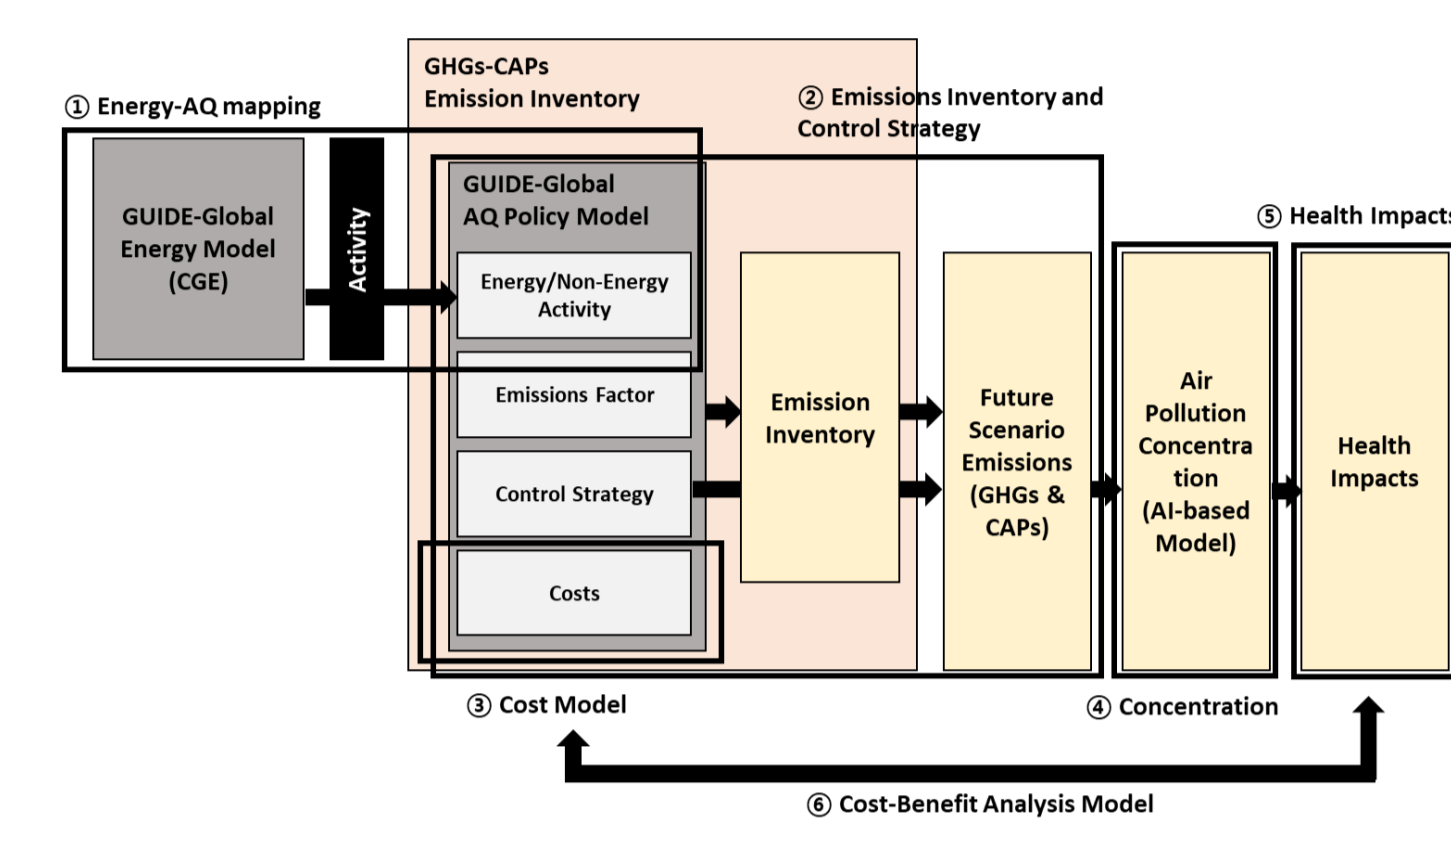 GHGs-CAPs
Emission Inventory
① Energy-AQ mapping
② Emissions Inventory and
Control Strategy
GUIDE-Global
Energy Model
(CGE)
Activity
GUIDE-Global
AQ Policy Model
Energy/Non-Energy
Activity
Emissions Factor
Control Strategy
Costs
Emission
Inventory
Future
Scenario
Emissions
(GHGs &
CAPs)
Air
Pollution
Concentra
tion
(AI-based
Model)
⑤ Health Impacts
Health
Impacts
③ Cost Model
④ Concentration
⑥ Cost-Benefit Analysis Model